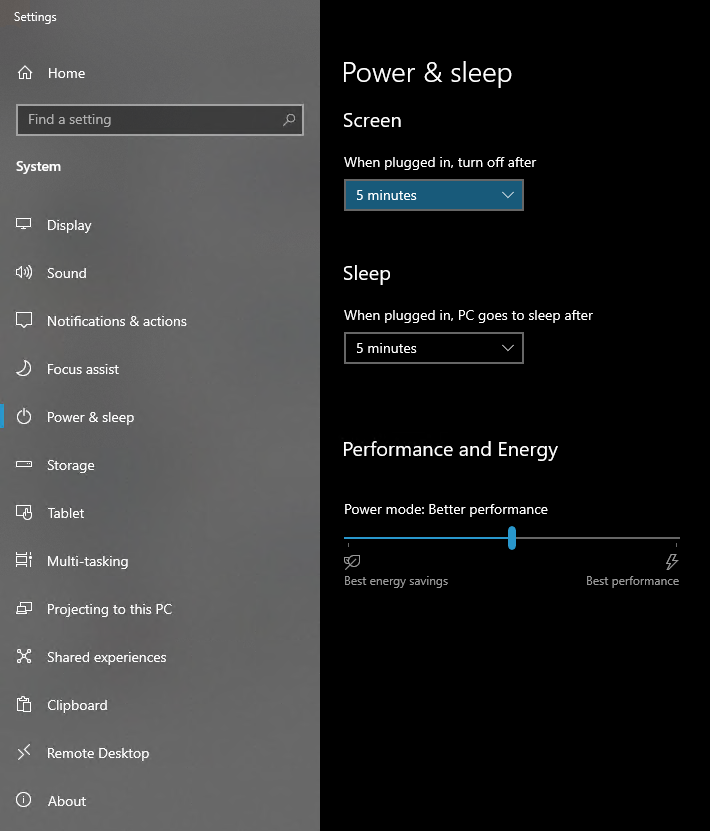 Settings
Home
Find a setting
System
Display
Sound
Notifications & actions
Focus assist
Power & sleep
Storage
Tablet
Multi-tasking
Projecting to this PC
Shared experiences
Clipboard
Remote Desktop
About
Power & sleep
Screen
When plugged in, turn off after
5 minutes
Sleep
When plugged in, PC goes to sleep after
5 minutes
Performance and Energy
Power mode: Better performance
Best energy savings
Best performance